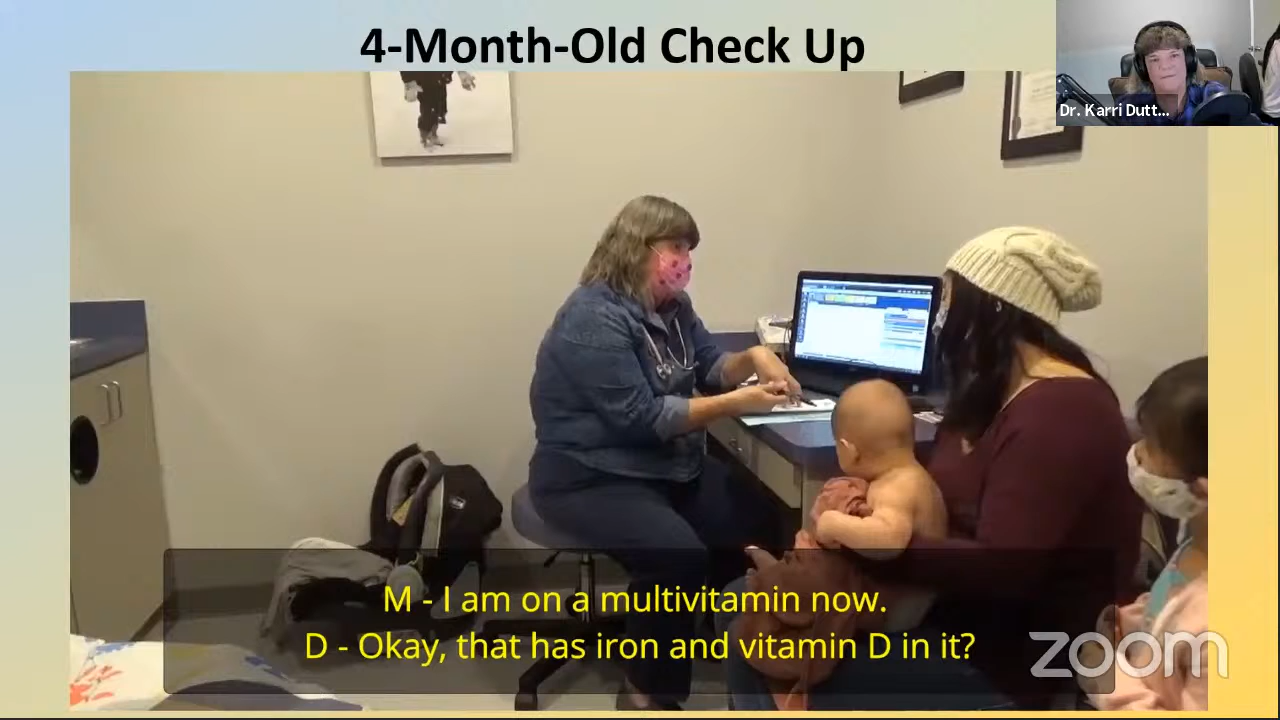 4-Month-Old Check Up
Dr. Karri Dutt...
M - I am on a multivitamin now.
D - Okay, that has iron and vitamin D in it?
zoom